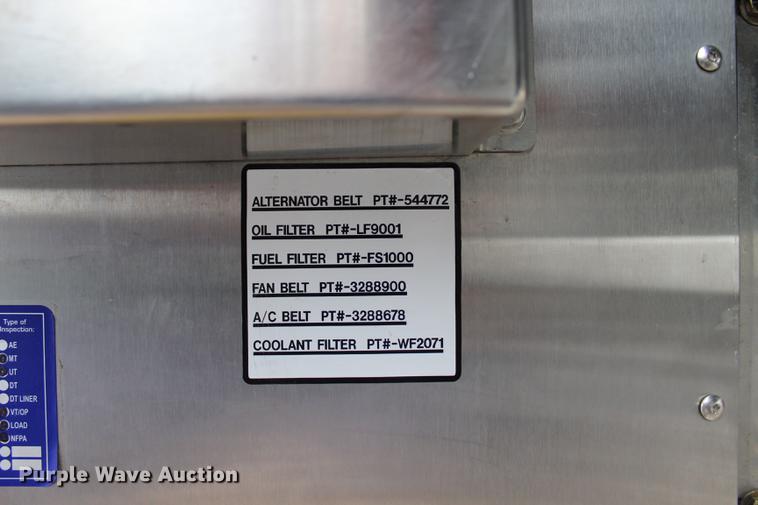 ALTERNATOR BELT PT#-544772
OIL FILTER PT#-LF9001
FUEL FILTER PT#-FS1000
FAN BELT PT#-3288900
A/C BELT PT#-3288678
COOLANT FILTER PT#-WF2071
Type of
Inspection:
AE
MT
UT
DT
DT LINER
VT/OP
LOAD
NFPA
Purple Wave Auction